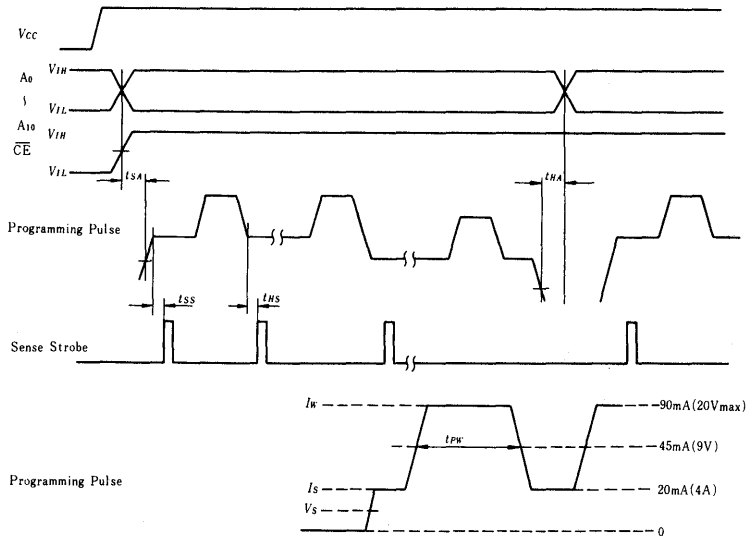 VCC
A0
VIH
≀
VIL
A10
VIH
CE
VIL
tSA
tHA
Programming Pulse
tSS
tHS
Sense Strobe
IW
90mA(20Vmax)
tPW
45mA(9V)
Programming Pulse
IS
20mA(4A)
VS
0